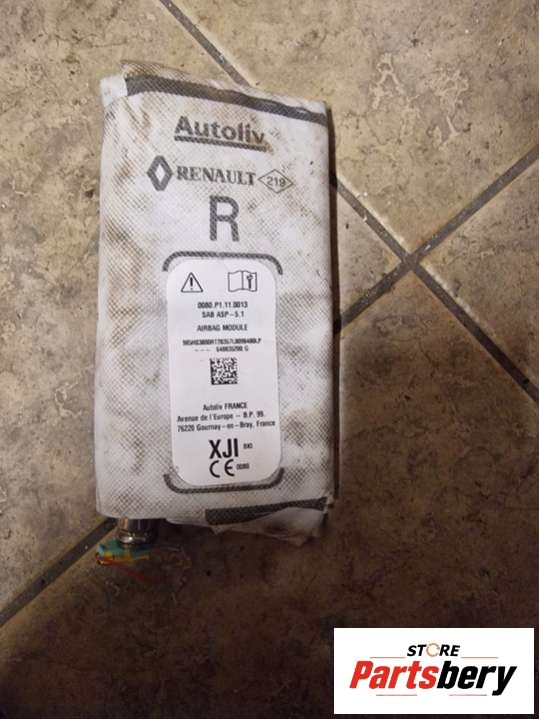 Autoliv
RENAULT 219
R
0080.P1.11.0013
SAB ASP-5.1
AIRBAG MODULE
648635200 G
Autoliv FRANCE
Avenue de l'Europe - B.P. 99.
76220 Gournay-en-Bray, France
XJI
CE 0080
STORE
Partsbery